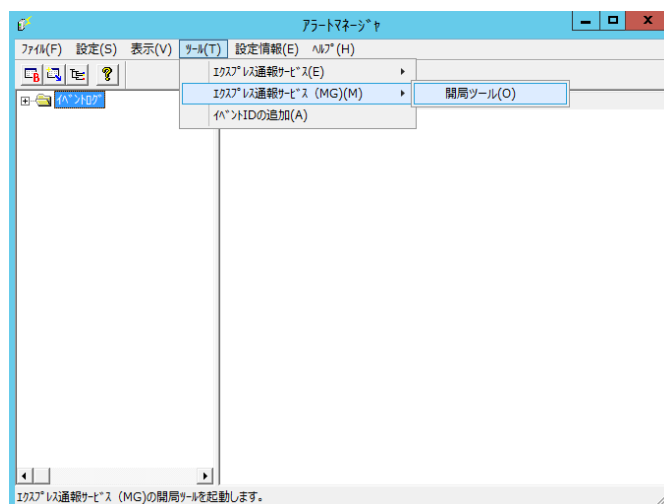 アラートマネージャ
ファイル(F) 設定(S) 表示(V) ツール(T) 設定情報(E) ヘルプ(H)
エクスプレス通報サービス(E)
エクスプレス通報サービス (MG)(M)
開局ツール(O)
イベントIDの追加(A)
イベントログ
エクスプレス通報サービス (MG)の開局ツールを起動します。